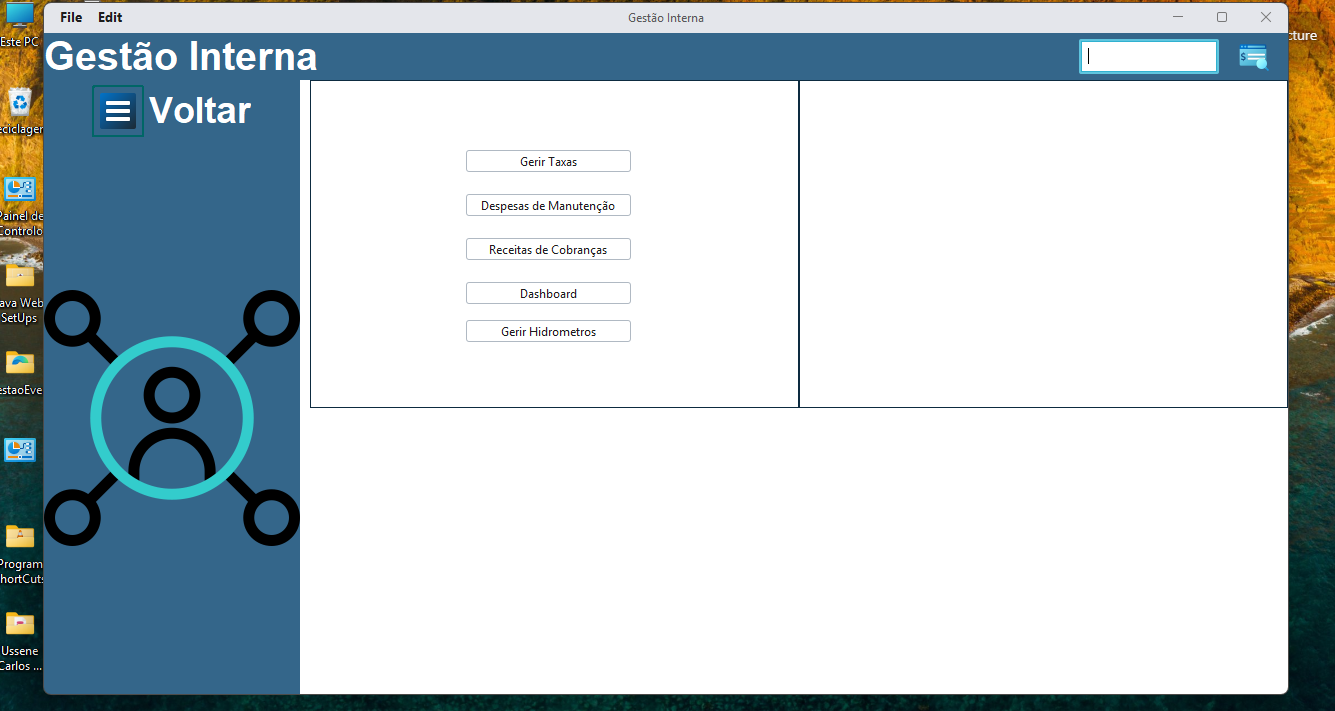 File Edit
Gestão Interna
Gestão Interna
Voltar
Gerir Taxas
Despesas de Manutenção
Receitas de Cobranças
Dashboard
Gerir Hidrometros
Este PC
eciclager
Painel de
Controlo
ava Web
SetUps
estaoEve
Program
hortCuts
Ussene
Carlos ...
cture